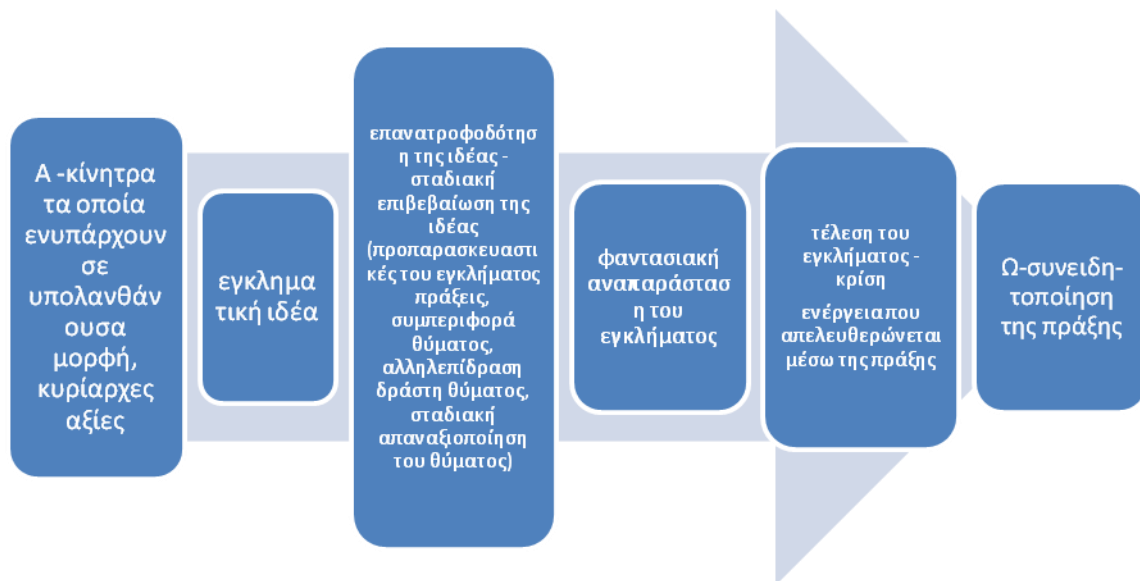 Α -κίνητρα
τα οποία
ενυπάρχουν
σε
υπολανθάν
ουσα
μορφή,
κυρίαρχες
αξίες
εγκλημα
τική ιδέα
επανατροφοδότησ
η της ιδέας -
σταδιακή
επιβεβαίωση της
ιδέας
(προπαρασκευαστι
κές του εγκλήματος
πράξεις,
συμπεριφορά
θύματος,
αλληλεπίδραση
δράστη θύματος,
σταδιακή
απαναξιοποίηση
του θύματος)
φαντασιακή
αναπαράστασ
η του
εγκλήματος
τέλεση του
εγκλήματος -
κρίση
ενέργεια που
απελευθερώνεται
μέσω της πράξης
Ω-συνειδη-
τοποίηση
της πράξης